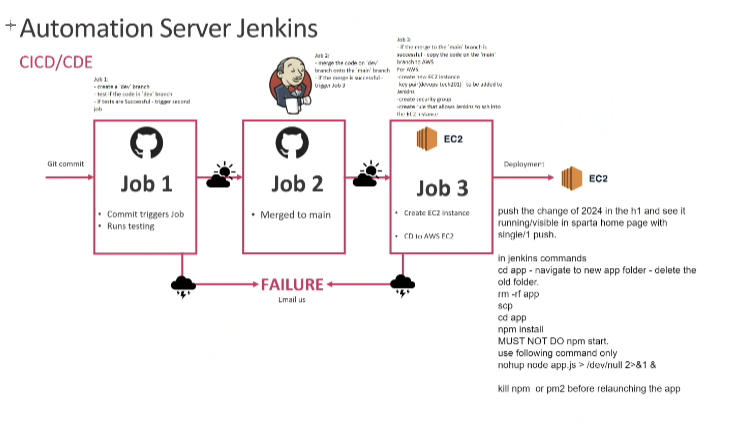 Automation Server Jenkins
CICD/CDE
Job 1:
- create a 'dev' branch
- test if the code in 'dev' branch
- if tests are Successful - trigger second
job
Job 2:
- merge the code on 'dev'
branch onto the 'main' branch
- if the merge is successful -
trigger Job 3
Job 3:
- if the merge to the 'main' branch is
successful - copy the code on the 'main'
branch to AWS
For AWS
-create new EC2 instance
key pair(devops tech201) - to be added to
Jenkins
-create security group
-create rule that allows Jenkins to ssh into
the EC2 instance
Git commit
Job 1
• Commit triggers Job
• Runs testing
Job 2
• Merged to main
EC2
Job 3
• Create EC2 instance
• CD to AWS EC2
Deployment
EC2
FAILURE
Email us
push the change of 2024 in the h1 and see it
running/visible in sparta home page with
single/1 push.
in jenkins commands
cd app - navigate to new app folder - delete the
old folder.
rm -rf app
scp
cd app
npm install
MUST NOT DO npm start.
use following command only
nohup node app.js > /dev/null 2>&1 &
kill npm or pm2 before relaunching the app